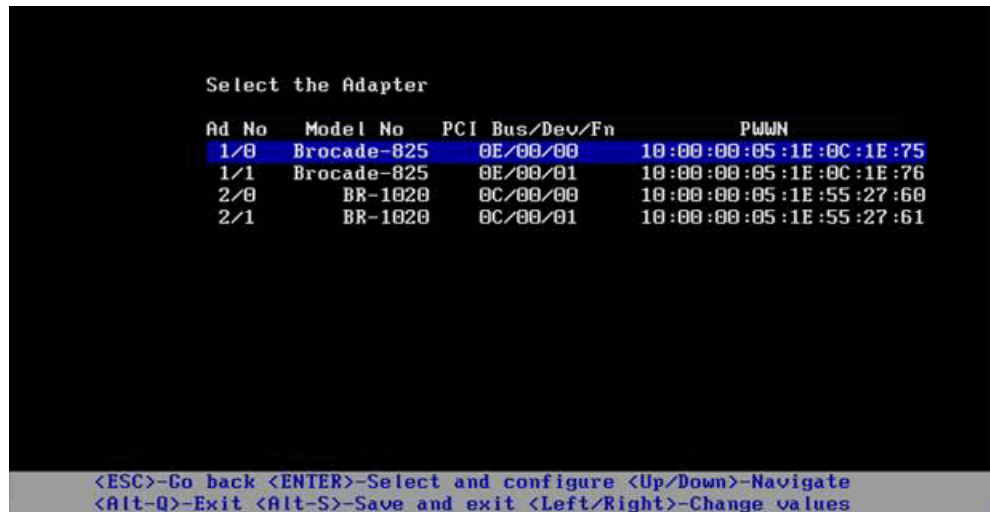 Select the Adapter
Ad No Model No PCI Bus/Dev/Fn PWWN
1/0 Brocade-825 0E/00/00 10:00:00:05:1E:0C:1E:75
1/1 Brocade-825 0E/00/01 10:00:00:05:1E:0C:1E:76
2/0 BR-1020 0C/00/00 10:00:00:05:1E:55:27:60
2/1 BR-1020 0C/00/01 10:00:00:05:1E:55:27:61
<ESC>-Go back <ENTER>-Select and configure <Up/Down>-Navigate
<Alt-Q>-Exit <Alt-S>-Save and exit <Left/Right>-Change values